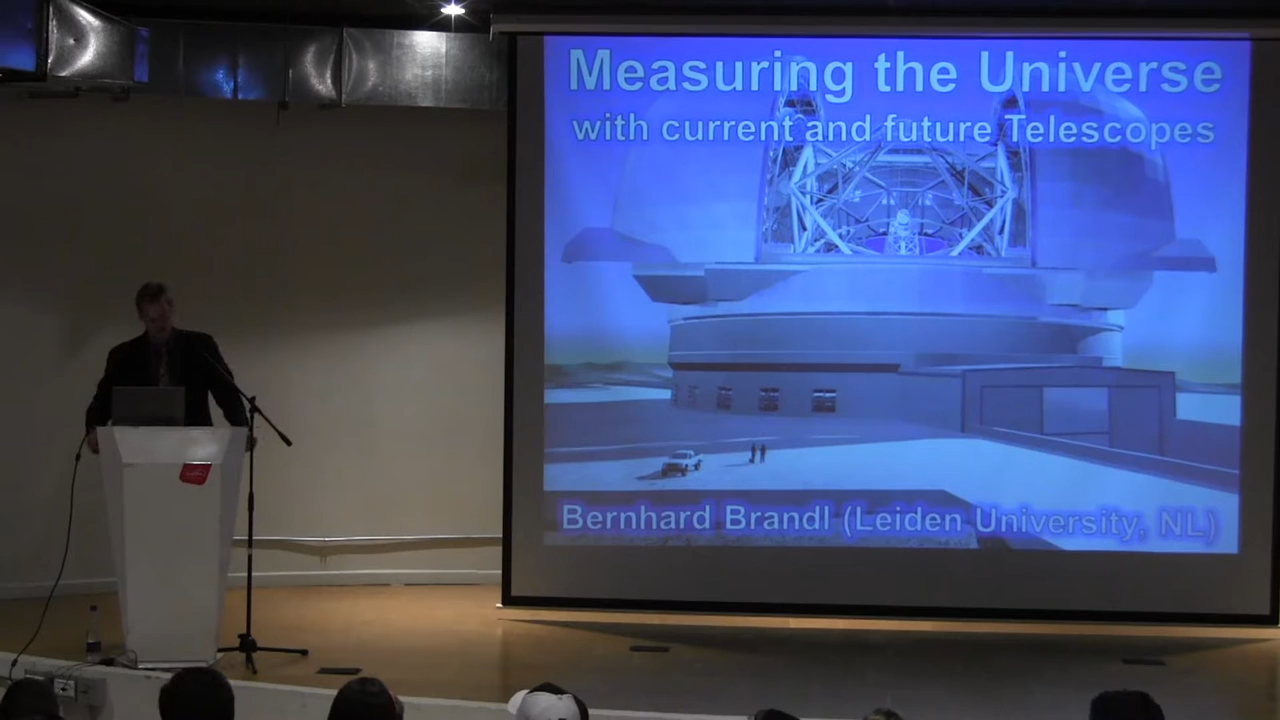 Measuring the Universe
with current and future Telescopes
Bernhard Brandl (Leiden University, NL)